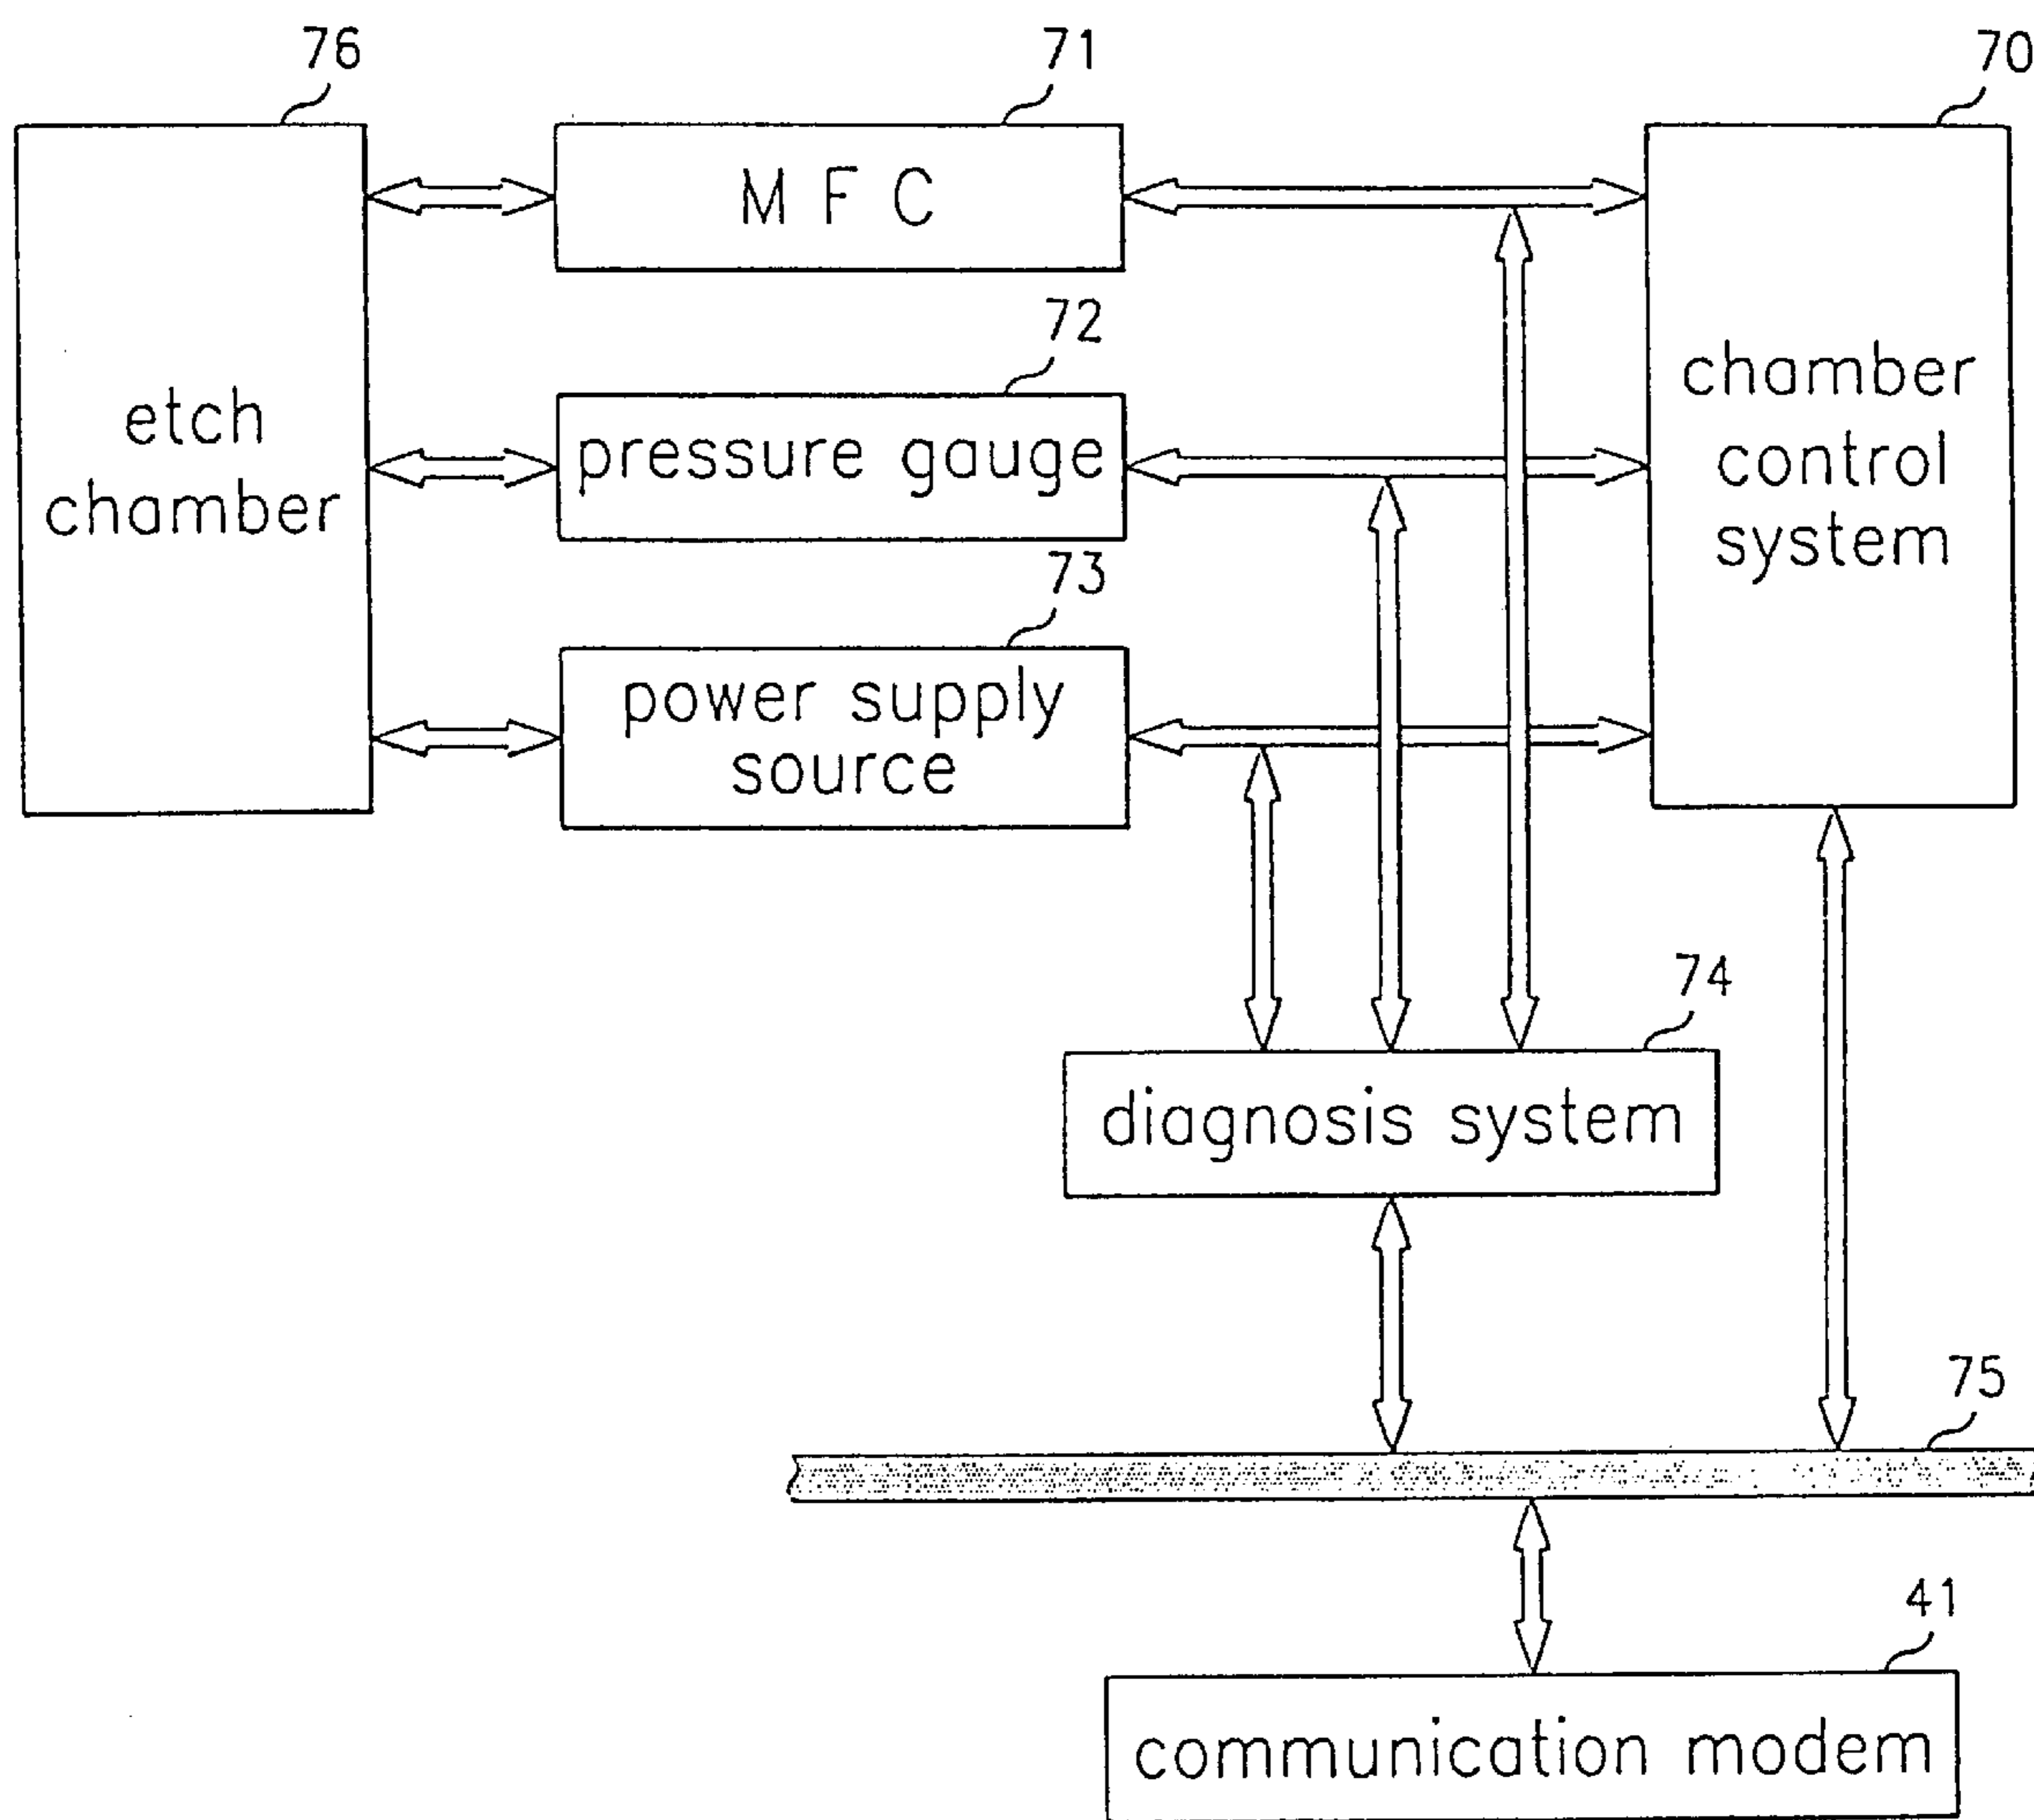 76
71
70
M F C
72
etch
chamber
pressure gauge
chamber
control
system
73
power supply
source
74
diagnosis system
75
41
communication modem